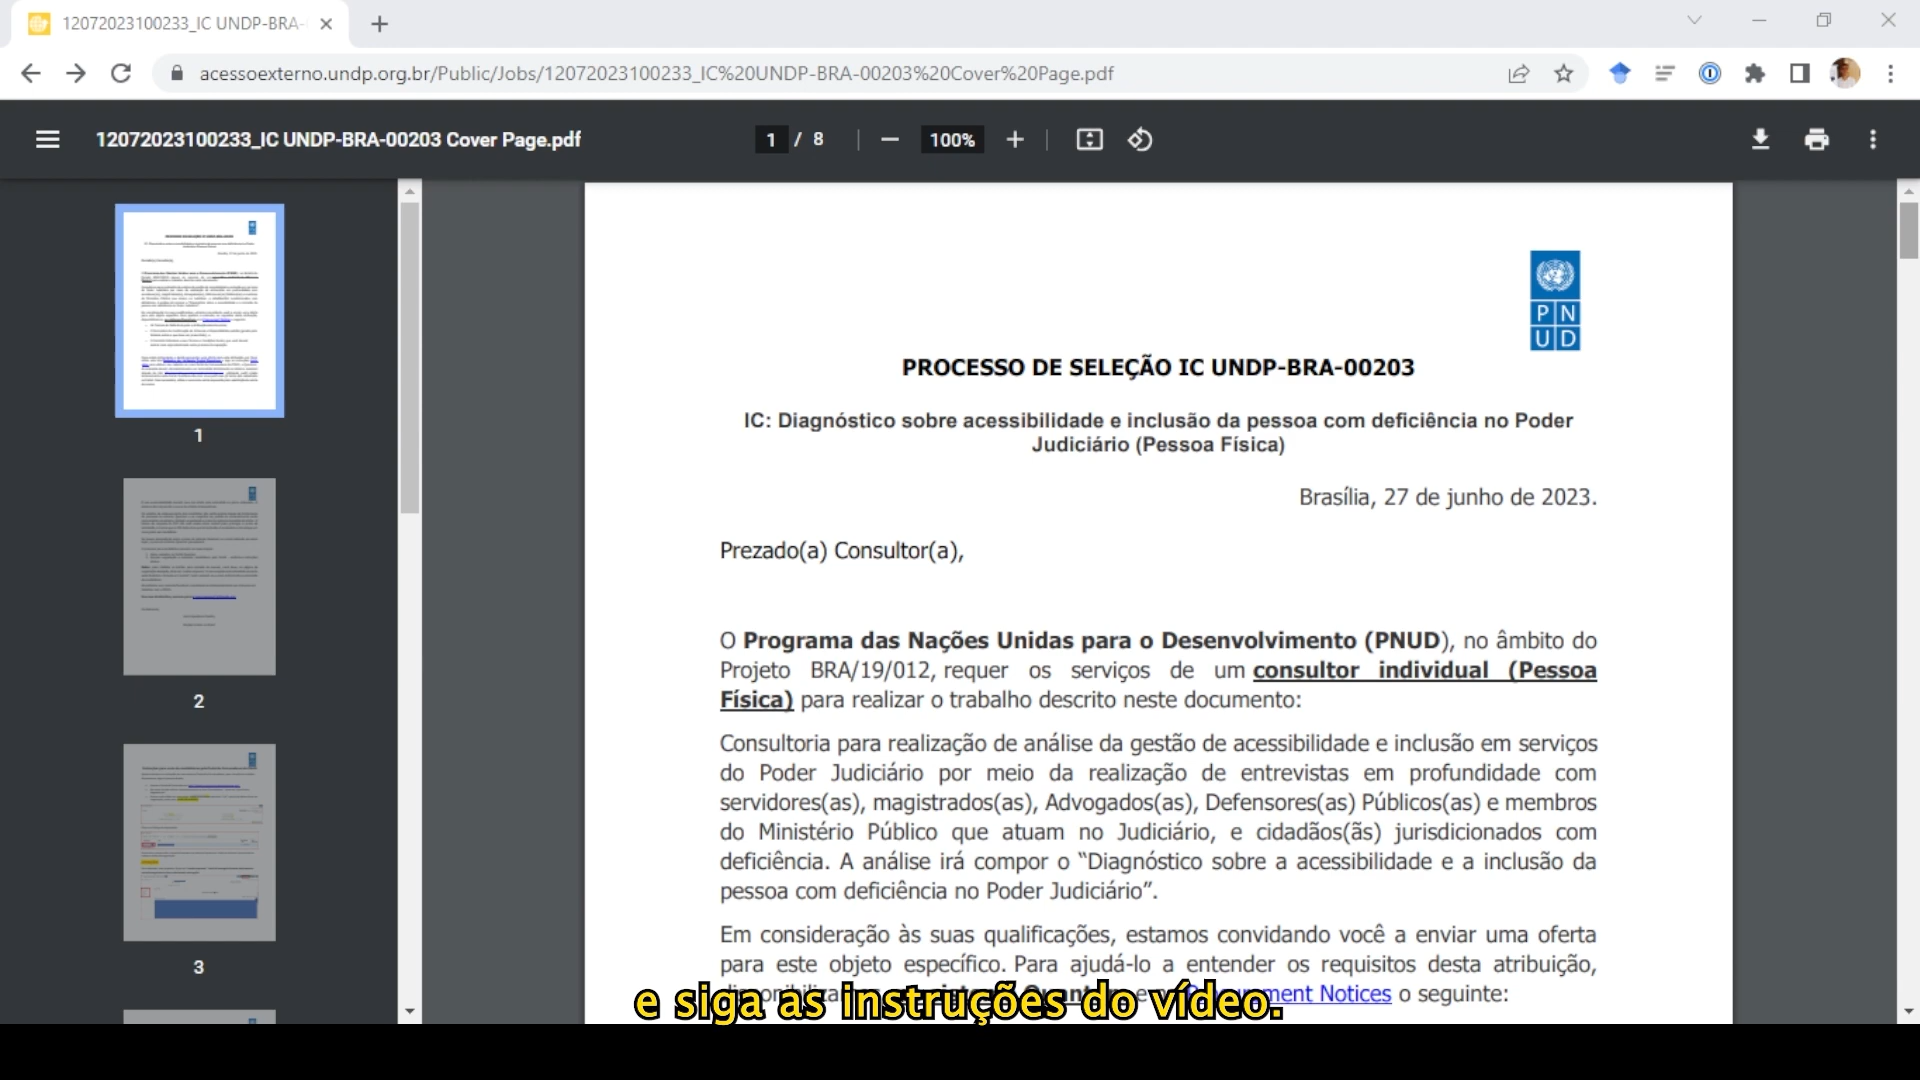 12072023100233_IC UNDP-BRA-
acessoexterno.undp.org.br/Public/Jobs/12072023100233_IC%20UNDP-BRA-00203%20Cover%20Page.pdf
12072023100233_IC UNDP-BRA-00203 Cover Page.pdf
1 / 8
100%
1
2
3
P N
U D
PROCESSO DE SELEÇÃO IC UNDP-BRA-00203
IC: Diagnóstico sobre acessibilidade e inclusão da pessoa com deficiência no Poder
Judiciário (Pessoa Física)
Brasília, 27 de junho de 2023.
Prezado(a) Consultor(a),
O Programa das Nações Unidas para o Desenvolvimento (PNUD), no âmbito do
Projeto BRA/19/012, requer os serviços de um consultor individual (Pessoa
Física) para realizar o trabalho descrito neste documento:
Consultoria para realização de análise da gestão de acessibilidade e inclusão em serviços
do Poder Judiciário por meio da realização de entrevistas em profundidade com
servidores(as), magistrados(as), Advogados(as), Defensores(as) Públicos(as) e membros
do Ministério Público que atuam no Judiciário, e cidadãos(ãs) jurisdicionados com
deficiência. A análise irá compor o “Diagnóstico sobre a acessibilidade e a inclusão da
pessoa com deficiência no Poder Judiciário”.
Em consideração às suas qualificações, estamos convidando você a enviar uma oferta
para este objeto específico. Para ajudá-lo a entender os requisitos desta atribuição,
Notices o seguinte:
e siga as instruções do vídeo.